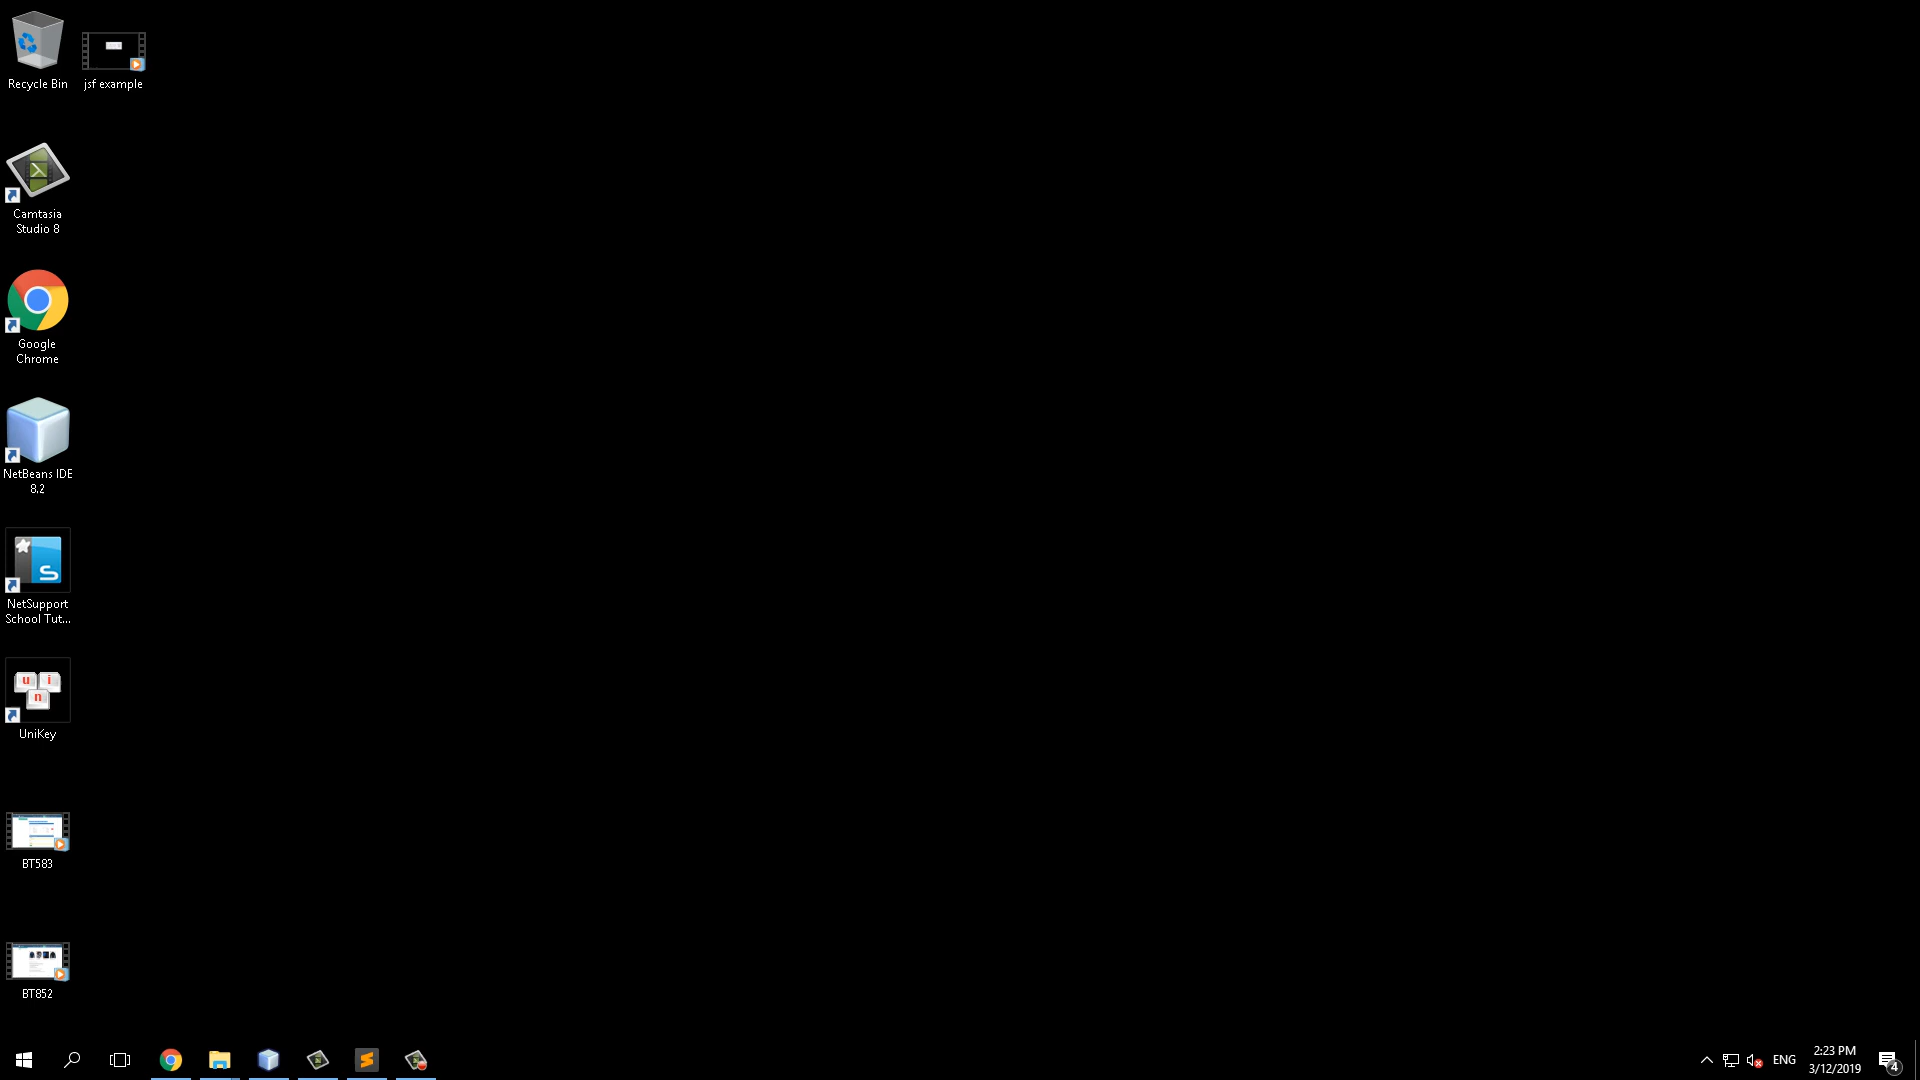 Recycle Bin
jsf example
Camtasia
Studio 8
Google
Chrome
NetBeans IDE
8.2
NetSupport
School Tut...
UniKey
BT583
BT852
ENG
2:23 PM
3/12/2019
4